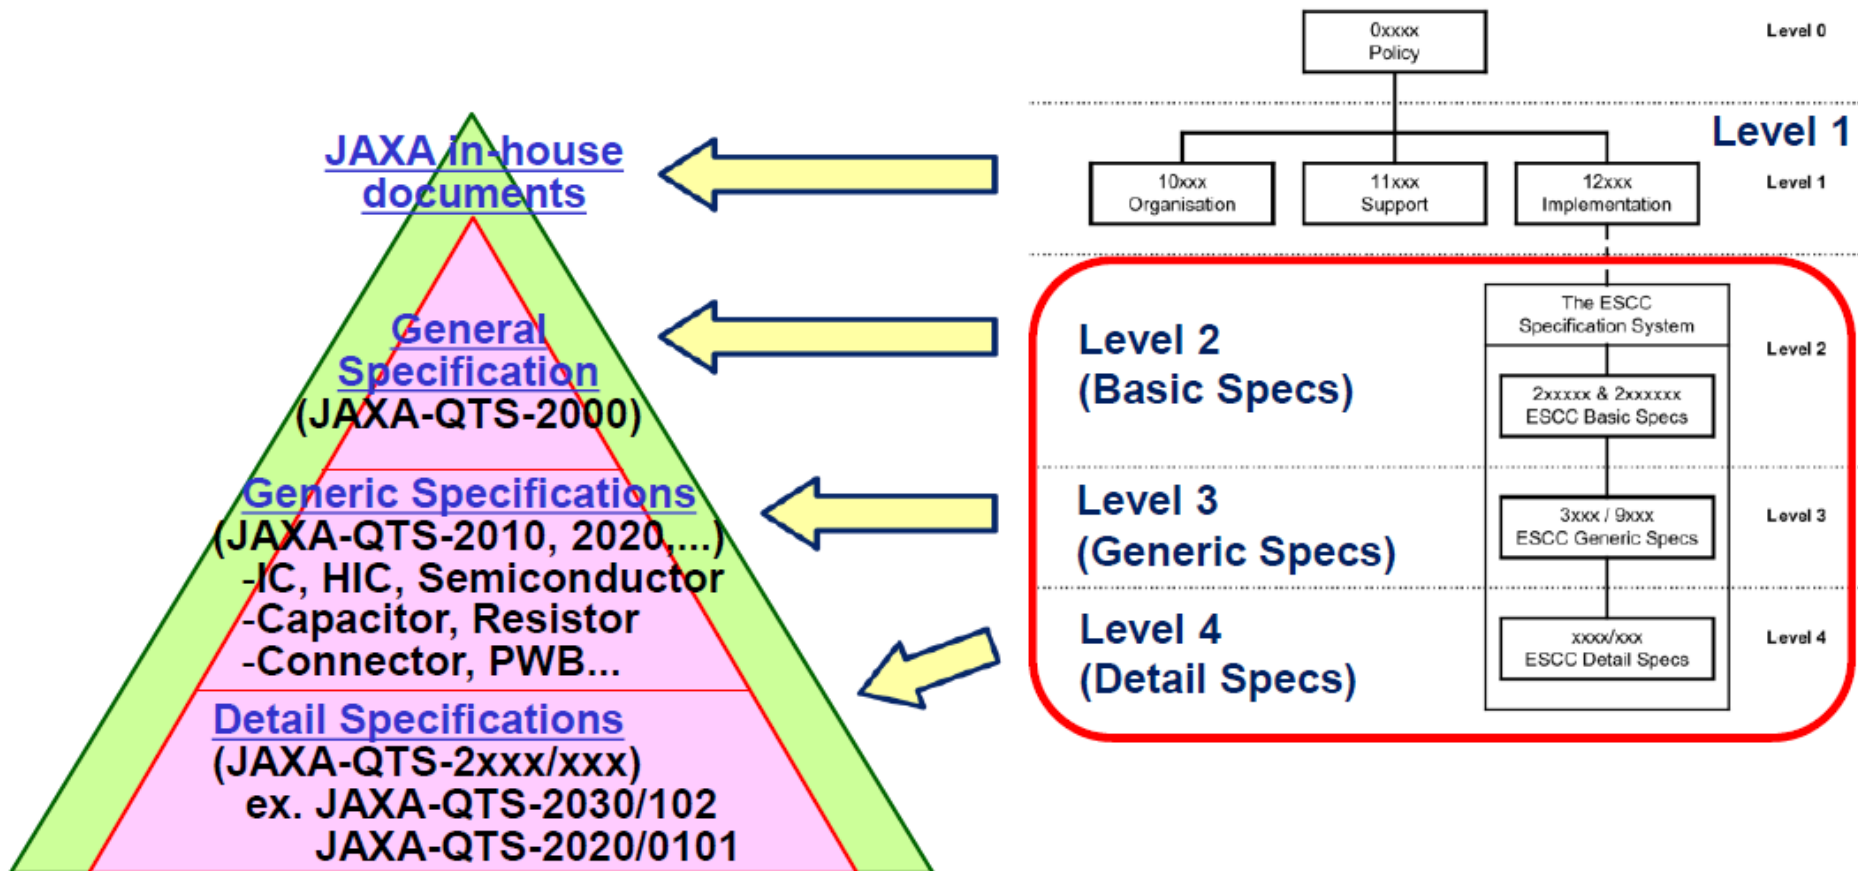 JAXA in-house
documents
General
Specification
(JAXA-QTS-2000)
Generic Specifications
(JAXA-QTS-2010, 2020,...)
-IC, HIC, Semiconductor
-Capacitor, Resistor
-Connector, PWB...
Detail Specifications
(JAXA-QTS-2xxx/xxx)
ex. JAXA-QTS-2030/102
JAXA-QTS-2020/0101
0xxxx
Policy
Level 0
Level 1
10xxx
Organisation
11xxx
Support
12xxx
Implementation
Level 1
Level 2
(Basic Specs)
The ESCC
Specification System
Level 2
2xxxxx & 2xxxxxx
ESCC Basic Specs
Level 3
(Generic Specs)
3xxx / 9xxx
ESCC Generic Specs
Level 3
Level 4
(Detail Specs)
xxxx/xxx
ESCC Detail Specs
Level 4